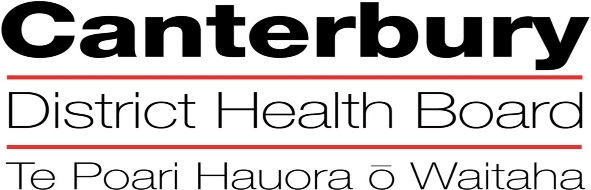 Canterbury
District Health Board
Te Poari Hauora ō Waitaha